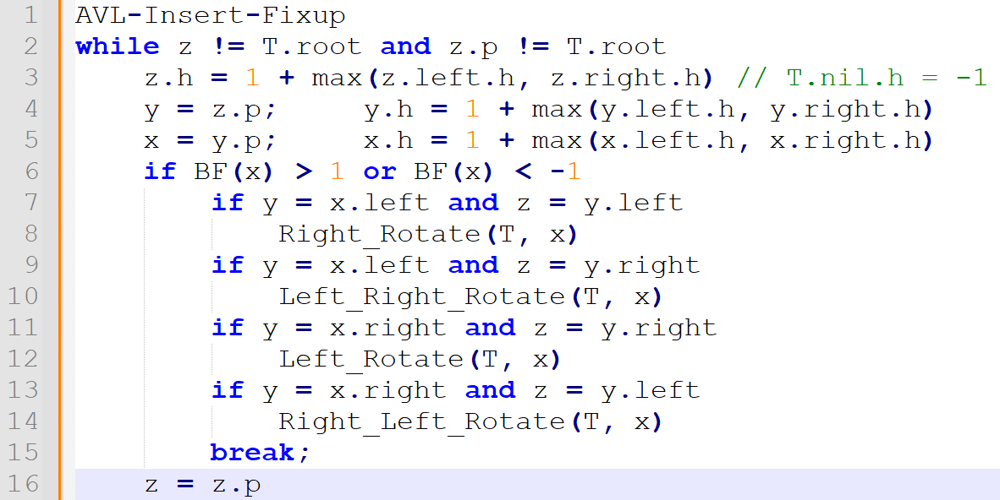 1 AVL-Insert-Fixup
2 while z != T.root and z.p != T.root
3     z.h = 1 + max(z.left.h, z.right.h) // T.nil.h = -1
4     y = z.p;     y.h = 1 + max(y.left.h, y.right.h)
5     x = y.p;     x.h = 1 + max(x.left.h, x.right.h)
6     if BF(x) > 1 or BF(x) < -1
7         if y = x.left and z = y.left
8             Right_Rotate(T, x)
9         if y = x.left and z = y.right
10             Left_Right_Rotate(T, x)
11         if y = x.right and z = y.right
12             Left_Rotate(T, x)
13         if y = x.right and z = y.left
14             Right_Left_Rotate(T, x)
15         break;
16     z = z.p